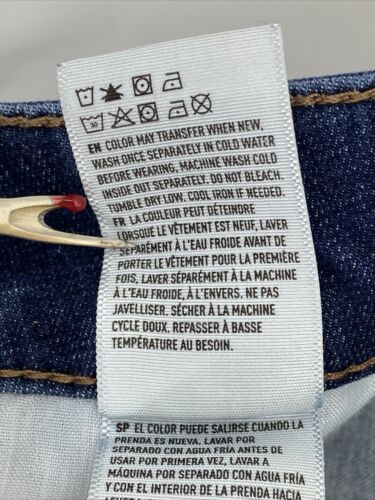 EN COLOR MAY TRANSFER WHEN NEW,
WASH ONCE SEPARATELY IN COLD WATER
BEFORE WEARING, MACHINE WASH COLD
INSIDE OUT SEPARATELY. DO NOT BLEACH.
TUMBLE DRY LOW. COOL IRON IF NEEDED.
FR LA COULEUR PEUT DÉTEINDRE
LORSQUE LE VÊTEMENT EST NEUF, LAVER
SÉPARÉMENT À L'EAU FROIDE AVANT DE
PORTER LE VÊTEMENT POUR LA PREMIÈRE
FOIS, LAVER SÉPARÉMENT À LA MACHINE
À L'EAU FROIDE, À L'ENVERS. NE PAS
JAVELLISER. SÉCHER À LA MACHINE
CYCLE DOUX. REPASSER À BASSE
TEMPÉRATURE AU BESOIN.
SP EL COLOR PUEDE SALIRSE CUANDO LA
PRENDA ES NUEVA, LAVAR POR
SEPARADO CON AGUA FRÍA ANTES DE
USAR POR PRIMERA VEZ, LAVAR A
MÁQUINA POR SEPARADO CON AGUA FRÍA
Y CON EL INTERIOR DE LA PRENDA HACIA